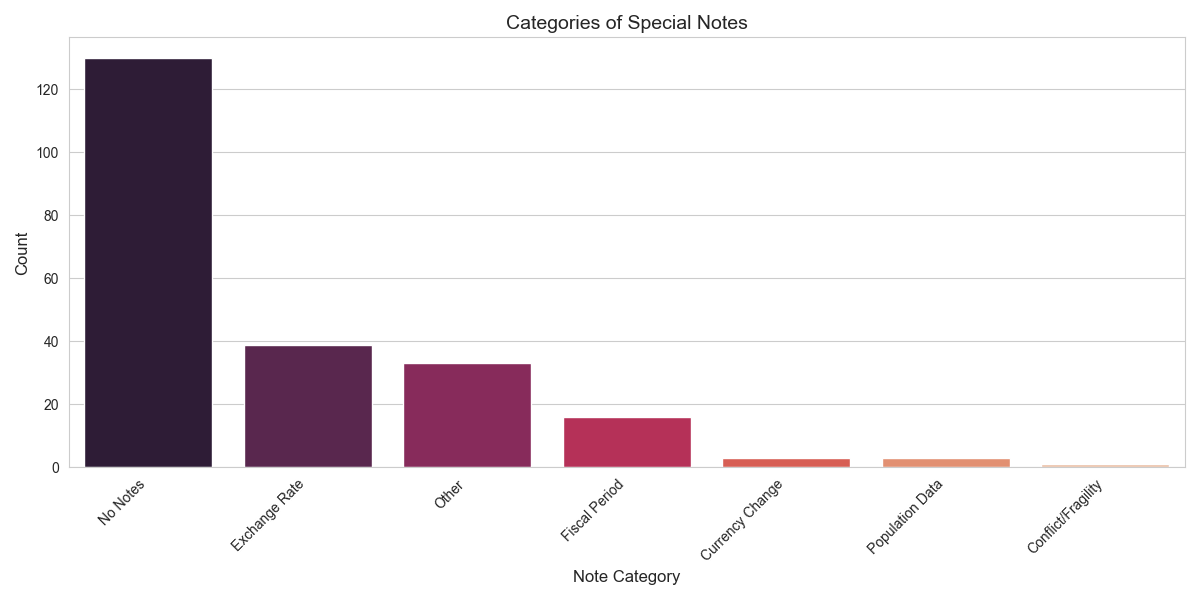 Categories of Special Notes
Count
120
100
80
60
40
20
0
No Notes
Exchange Rate
Other
Fiscal Period
Currency Change
Population Data
Conflict/Fragility
Note Category